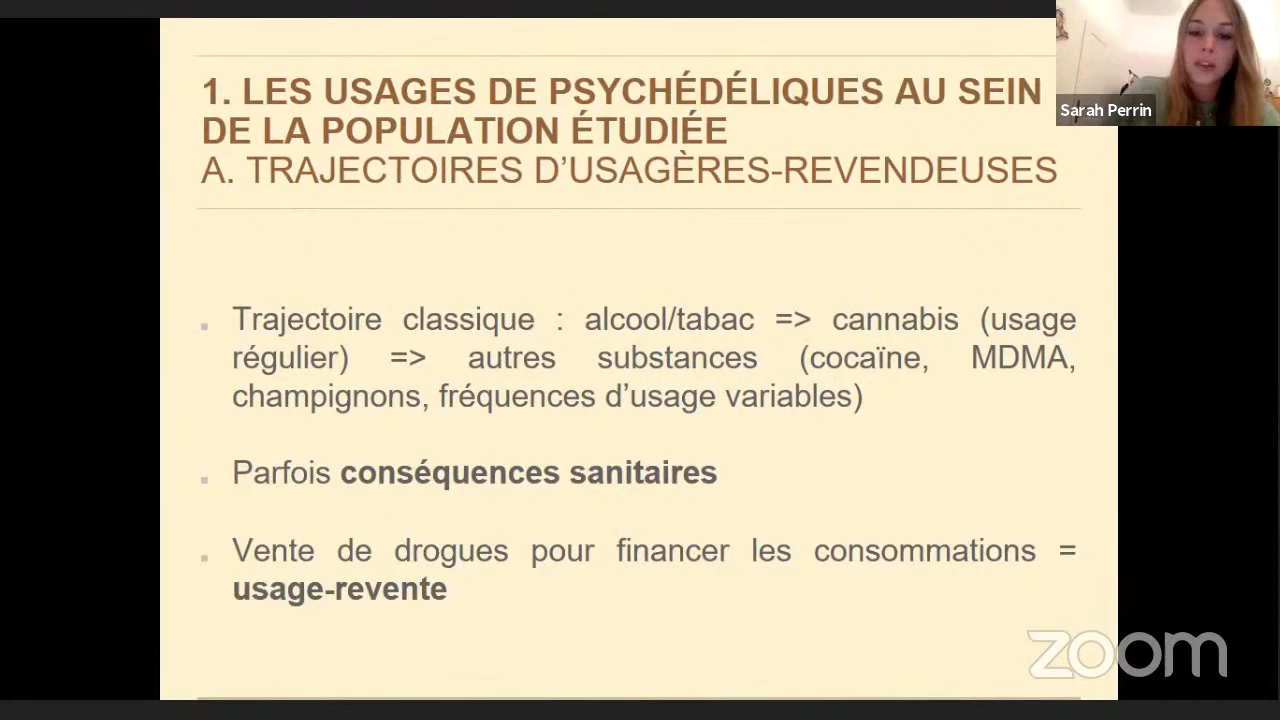 1. LES USAGES DE PSYCHÉDÉLIQUES AU SEIN
DE LA POPULATION ÉTUDIÉE
A. TRAJECTOIRES D’USAGÈRES-REVENDEUSES
Sarah Perrin
Trajectoire classique : alcool/tabac => cannabis (usage
régulier) => autres substances (cocaïne, MDMA,
champignons, fréquences d’usage variables)
Parfois conséquences sanitaires
Vente de drogues pour financer les consommations =
usage-revente
zoom